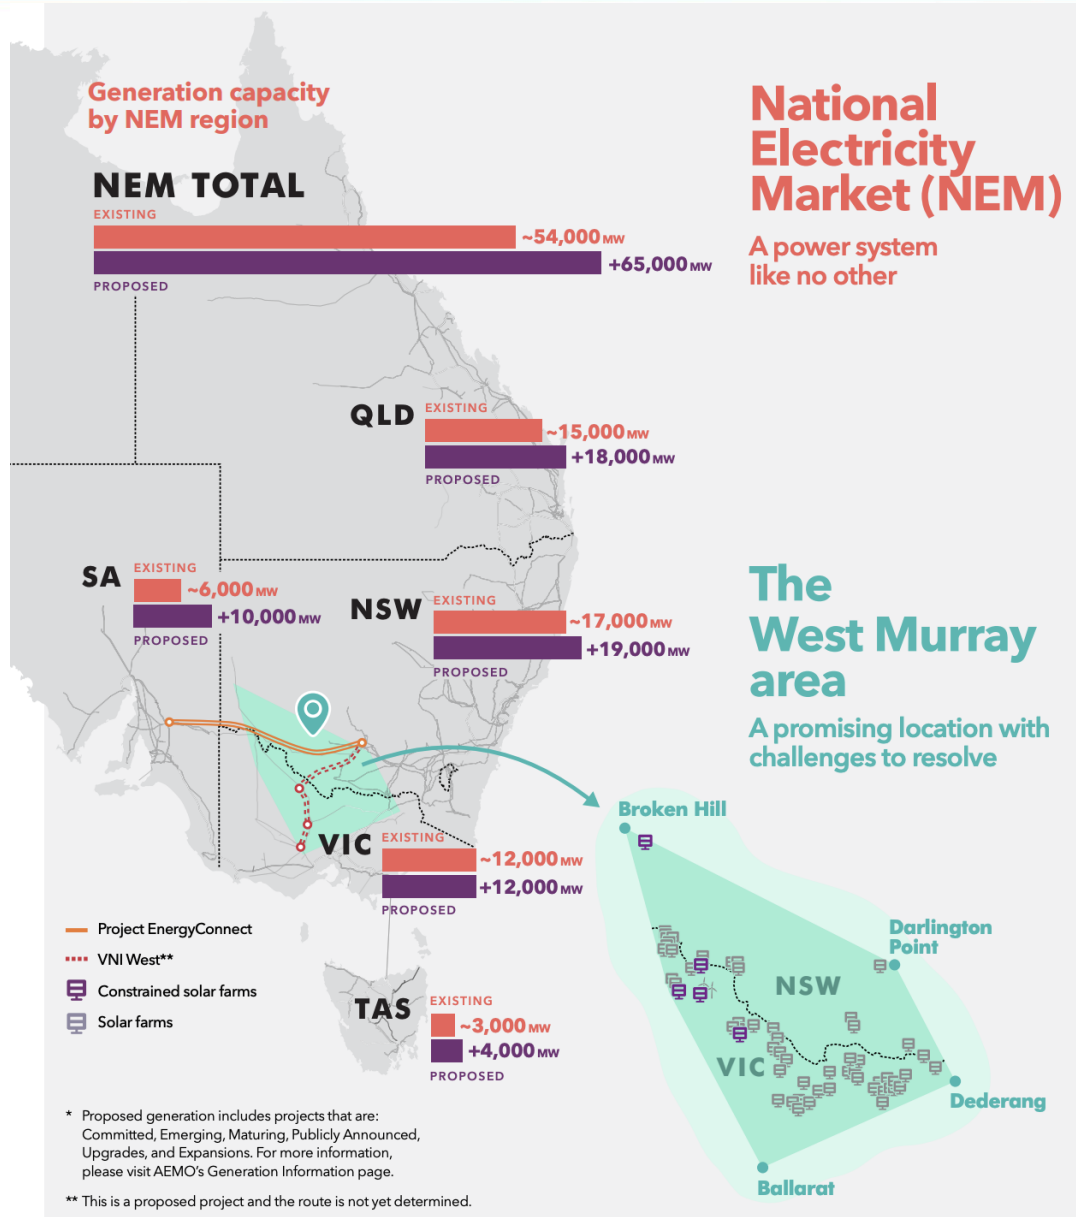 Generation capacity
by NEM region
NEM TOTAL
EXISTING
~54,000 MW
+65,000 MW
PROPOSED
National
Electricity
Market (NEM)
A power system
like no other
QLD
EXISTING
~15,000 MW
+18,000 MW
PROPOSED
SA
EXISTING
~6,000 MW
+10,000 MW
PROPOSED
NSW
EXISTING
~17,000 MW
+19,000 MW
PROPOSED
The
West Murray
area
A promising location with
challenges to resolve
VIC
EXISTING
~12,000 MW
+12,000 MW
PROPOSED
Broken Hill
Darlington
Point
NSW
VIC
Dederang
Ballarat
Project EnergyConnect
VNI West**
Constrained solar farms
Solar farms
TAS
EXISTING
~3,000 MW
+4,000 MW
PROPOSED
* Proposed generation includes projects that are:
Committed, Emerging, Maturing, Publicly Announced,
Upgrades, and Expansions. For more information,
please visit AEMO's Generation Information page.
** This is a proposed project and the route is not yet determined.